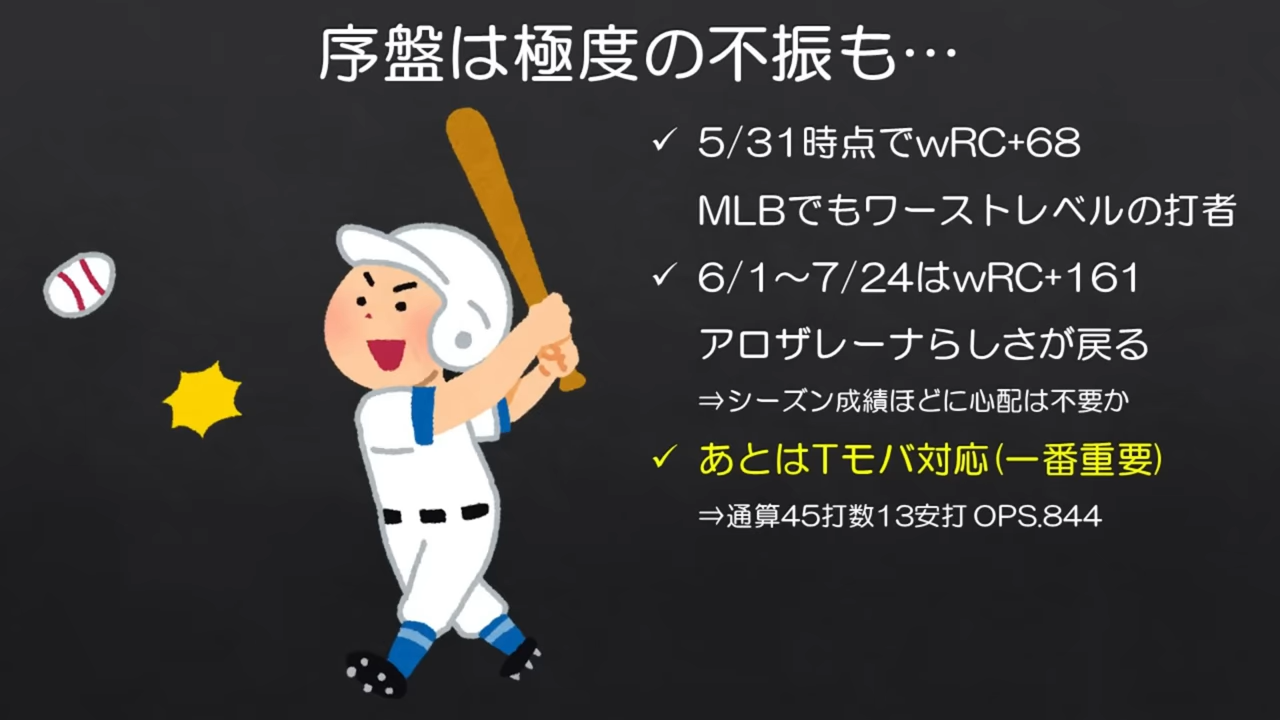 序盤は極度の不振も…
✓ 5/31時点でwRC+68
MLBでもワーストレベルの打者
✓ 6/1～7/24はwRC+161
アロザレーナらしさが戻る
⇒シーズン成績ほどに心配は不要か
✓ あとはTモバ対応(一番重要)
⇒通算45打数13安打 OPS.844